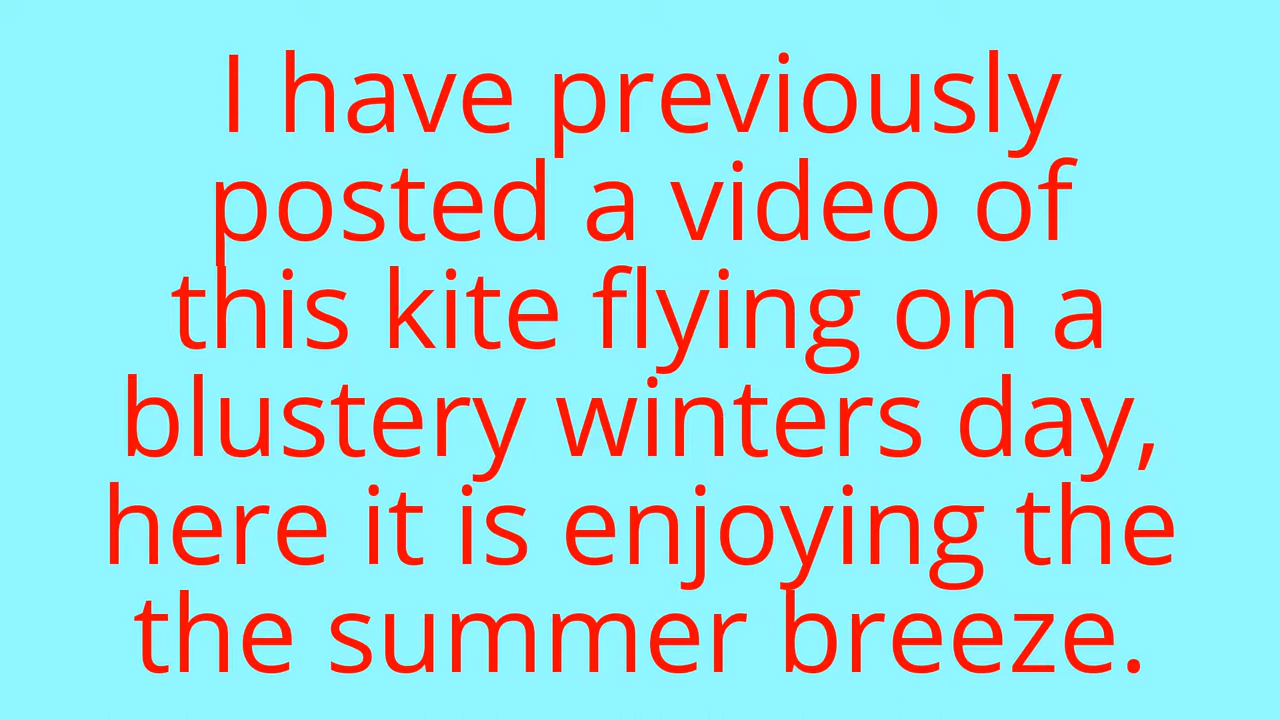 I have previously
posted a video of
this kite flying on a
blustery winters day,
here it is enjoying the
the summer breeze.